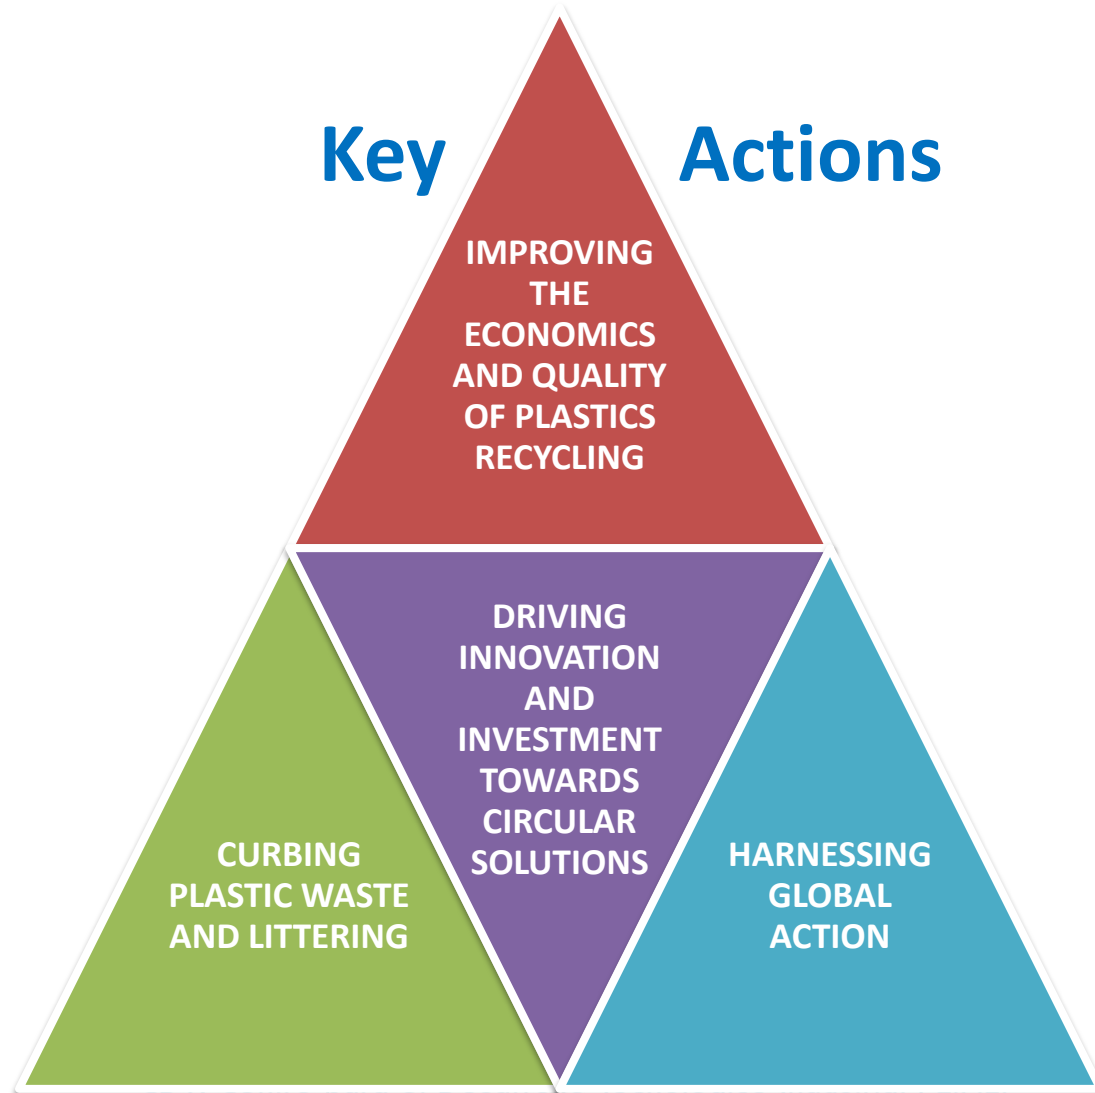 Key Actions
IMPROVING
THE
ECONOMICS
AND QUALITY
OF PLASTICS
RECYCLING
DRIVING
INNOVATION
AND
INVESTMENT
TOWARDS
CIRCULAR
SOLUTIONS
CURBING
PLASTIC WASTE
AND LITTERING
HARNESSING
GLOBAL
ACTION